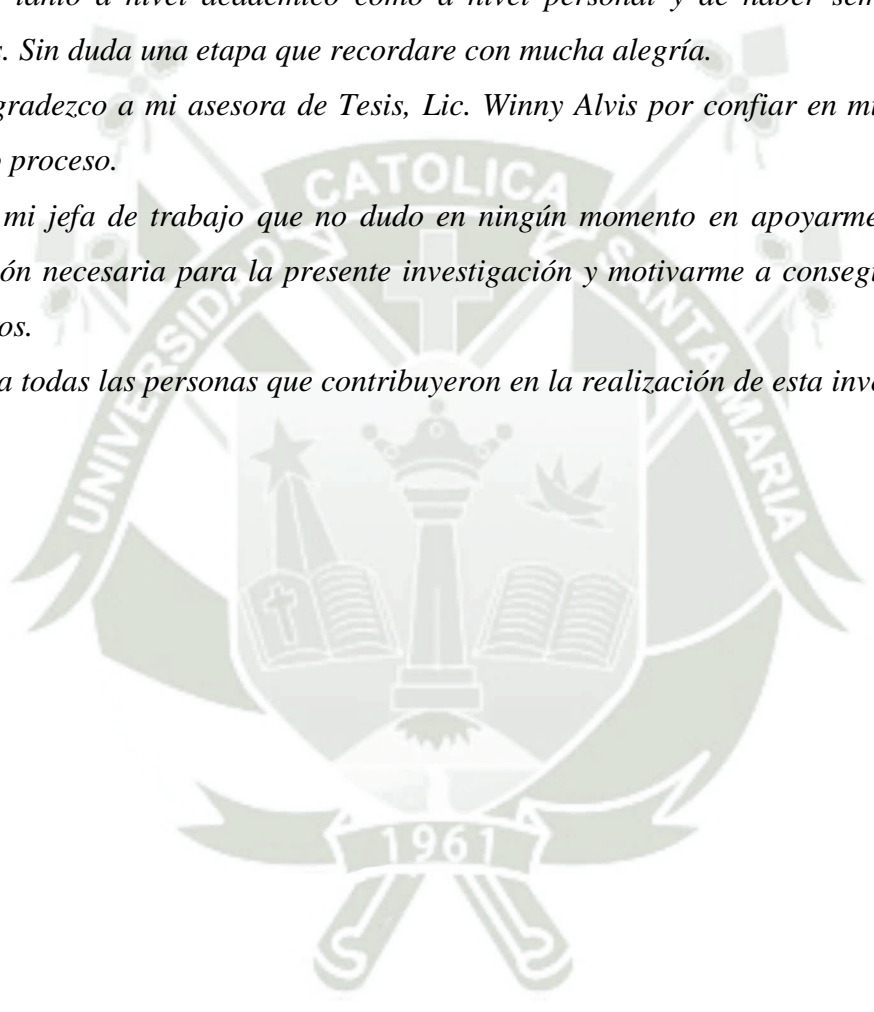 tanto a nivel académico como a nivel personal y de haber sem
s. Sin duda una etapa que recordare con mucha alegría.
gradezco a mi asesora de Tesis, Lic. Winny Alvis por confiar en mi
o proceso.
mi jefa de trabajo que no dudo en ningún momento en apoyarme
ón necesaria para la presente investigación y motivarme a consegu
os.
a todas las personas que contribuyeron en la realización de esta inve
UNIVERSIDAD CATOLICA SANTA MARIA
1961